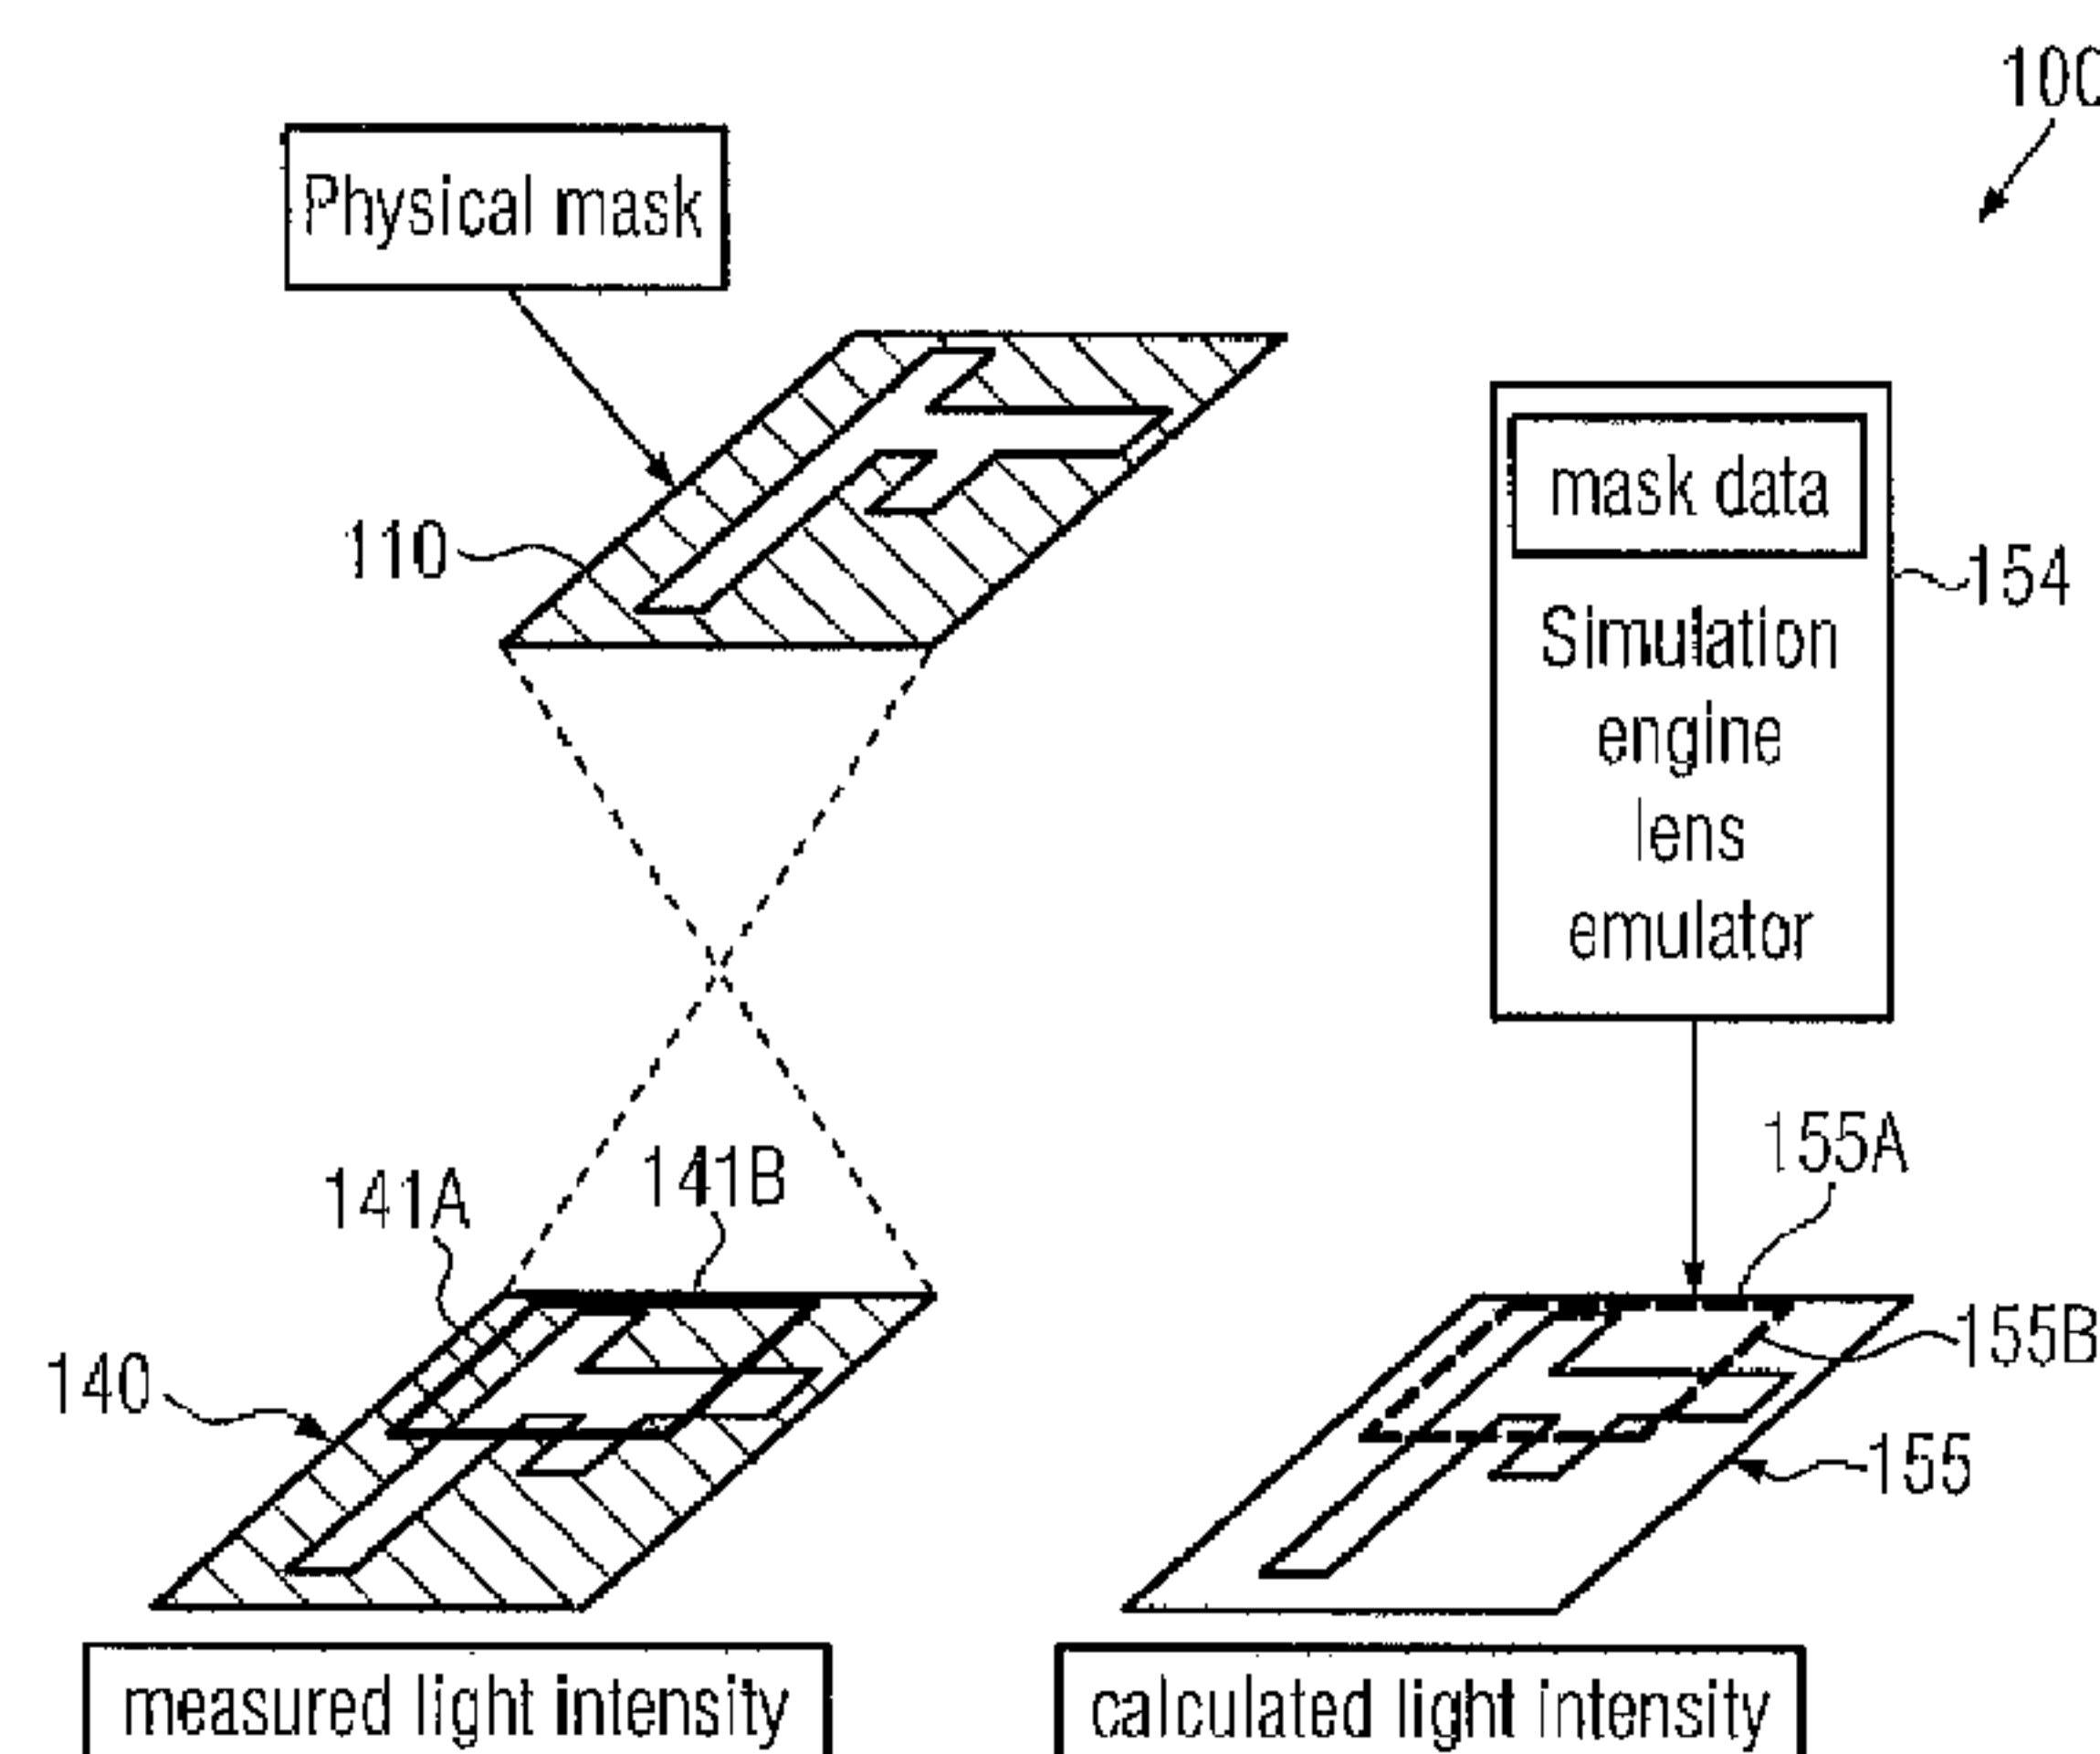 100
Physical mask
110
mask data
154
Simulation
engine
lens
emulator
141A
141B
155A
140
155B
155
measured light intensity
calculated light intensity